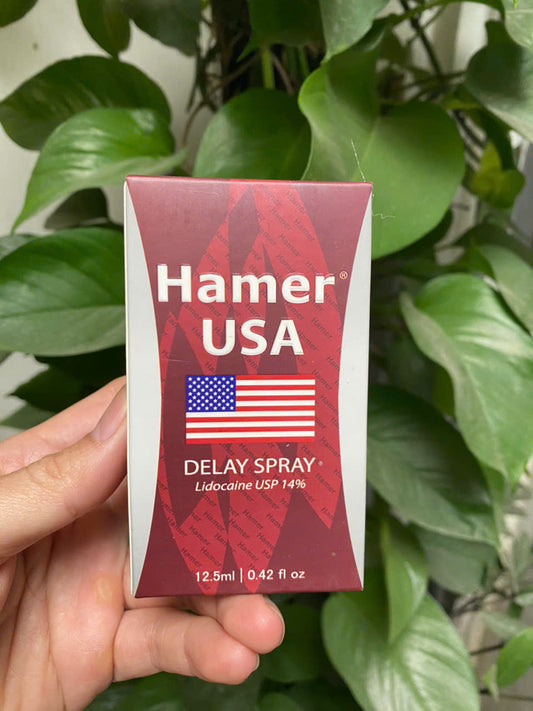 Hamer®
USA
DELAY SPRAY®
Lidocaine USP 14%
12.5ml | 0.42 fl oz